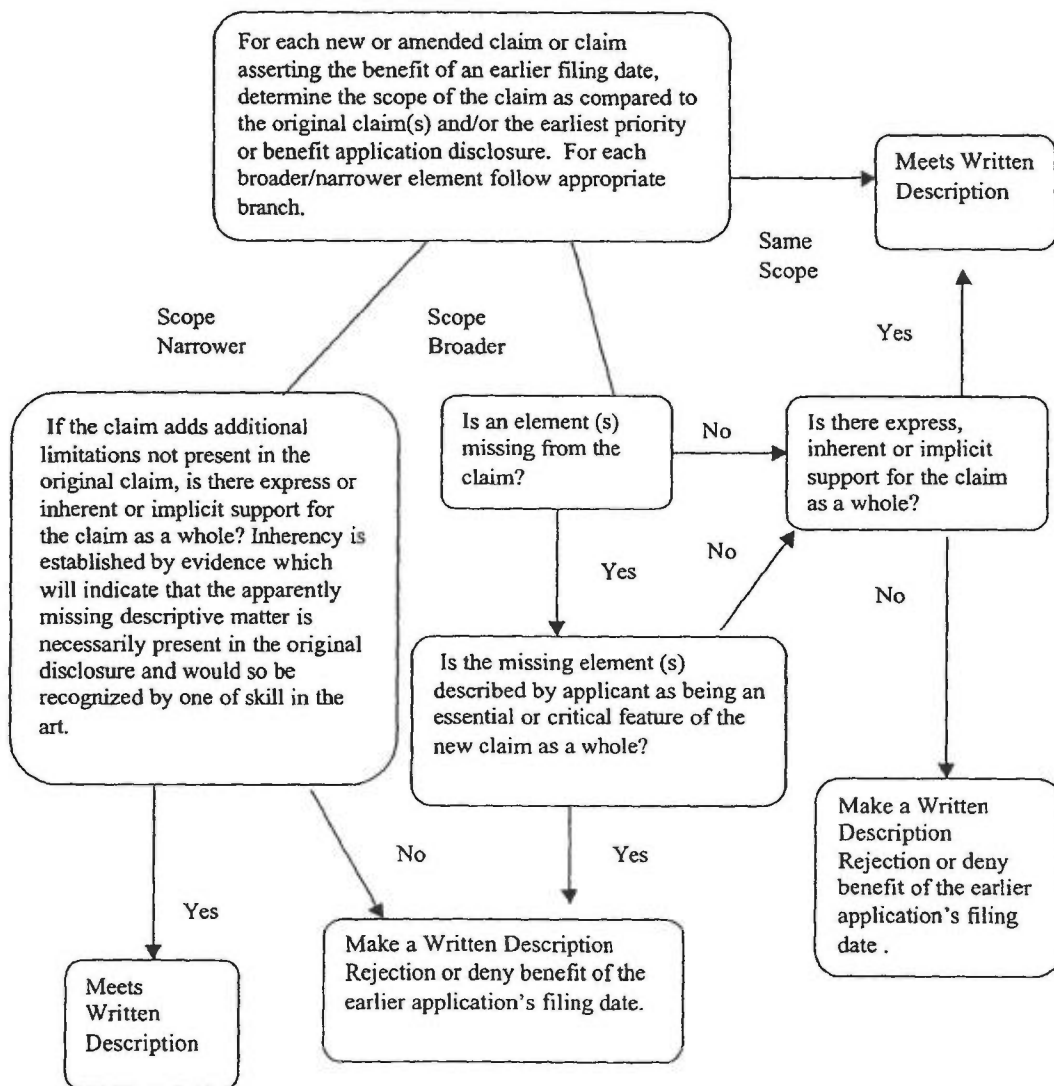 For each new or amended claim or claim
asserting the benefit of an earlier filing date,
determine the scope of the claim as compared to
the original claim(s) and/or the earliest priority
or benefit application disclosure. For each
broader/narrower element follow appropriate
branch.
Meets Written
Description
Same
Scope
Scope
Narrower
Scope
Broader
Yes
If the claim adds additional
limitations not present in the
original claim, is there express or
inherent or implicit support for
the claim as a whole? Inherency is
established by evidence which
will indicate that the apparently
missing descriptive matter is
necessarily present in the original
disclosure and would so be
recognized by one of skill in the
art.
Is an element (s)
missing from the
claim?
No
Is there express,
inherent or implicit
support for the claim
as a whole?
Yes
No
No
Is the missing element (s)
described by applicant as being an
essential or critical feature of the
new claim as a whole?
Make a Written
Description
Rejection or deny
benefit of the earlier
application's filing
date .
No
Yes
Yes
Make a Written Description
Rejection or deny benefit of the
earlier application's filing date.
Meets
Written
Description